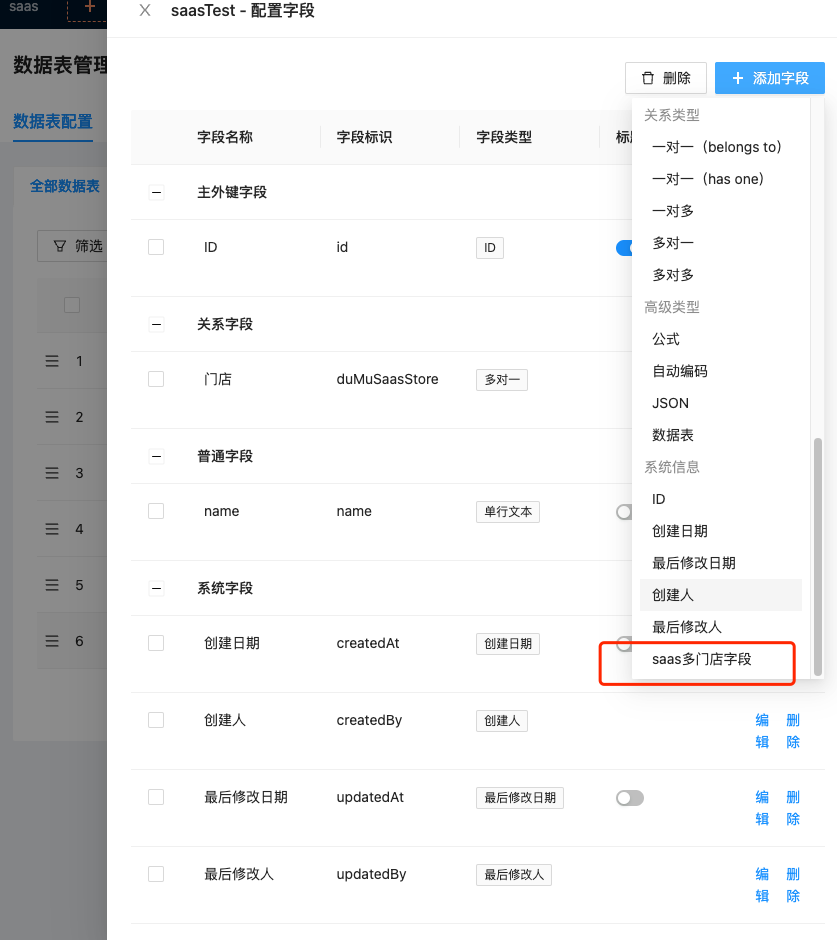 saas
saasTest - 配置字段
数据表管理
数据表配置
全部数据表
筛选
1
2
3
4
5
6
删除
添加字段
字段名称 字段标识 字段类型
主外键字段
ID id ID
关系字段
门店 duMuSaasStore 多对一
普通字段
name name 单行文本
系统字段
创建日期 createdAt 创建日期
创建人 createdBy 创建人 编辑 删除
最后修改日期 updatedAt 最后修改日期 编辑 删除
最后修改人 updatedBy 最后修改人 编辑 删除
关系类型
一对一（belongs to）
一对一（has one）
一对多
多对一
多对多
高级类型
公式
自动编码
JSON
数据表
系统信息
ID
创建日期
最后修改日期
创建人
最后修改人
saas多门店字段